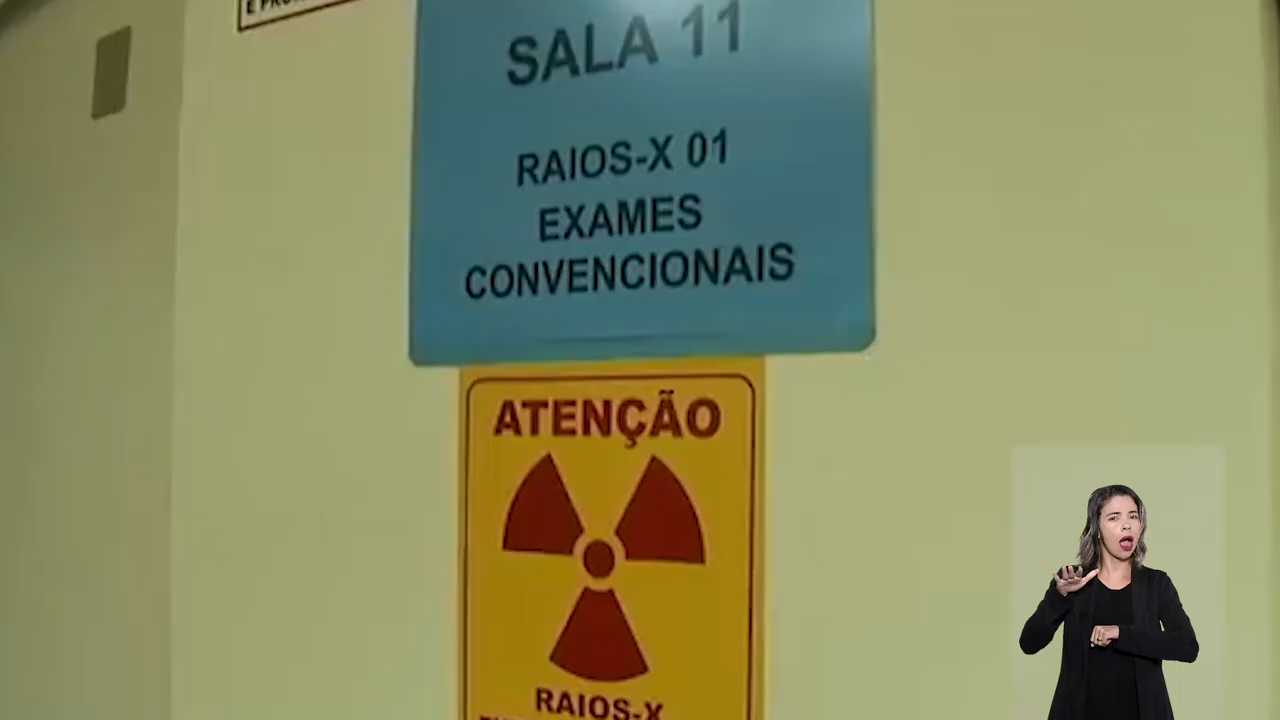 SALA 11
RAIOS-X 01
EXAMES
CONVENCIONAIS
ATENÇÃO
RAIOS-X